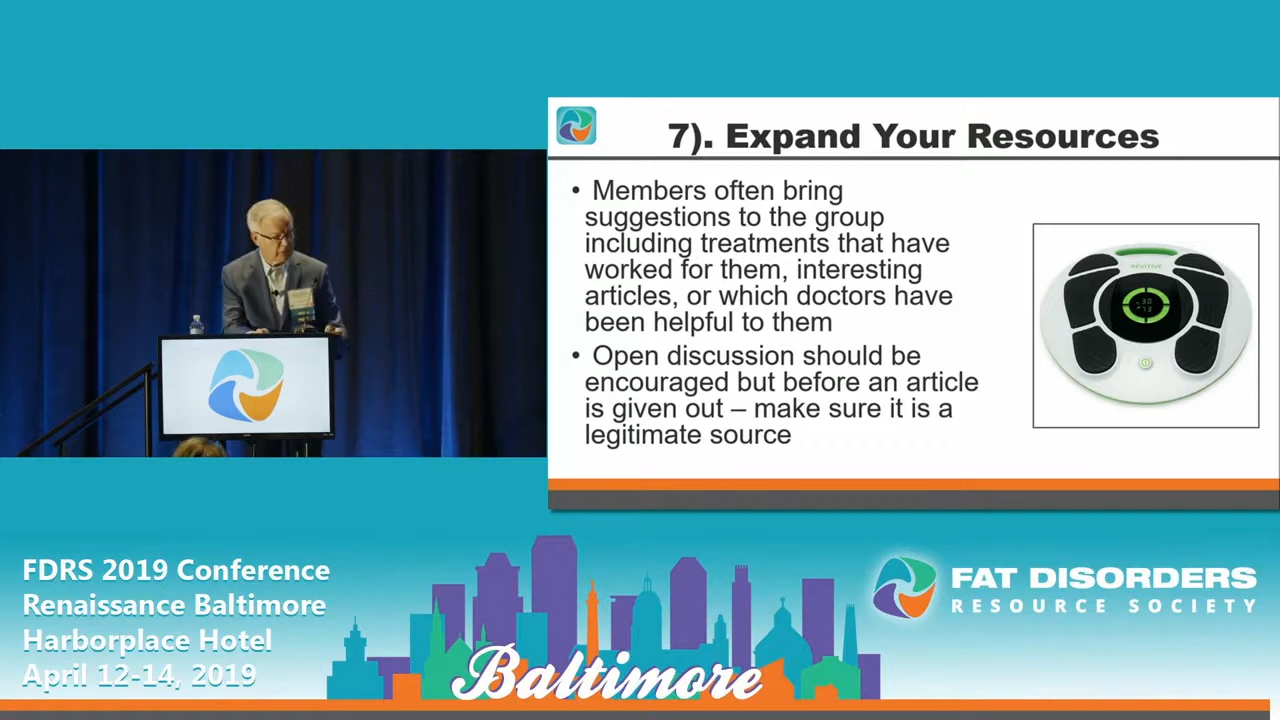 7). Expand Your Resources
• Members often bring
suggestions to the group
including treatments that have
worked for them, interesting
articles, or which doctors have
been helpful to them
• Open discussion should be
encouraged but before an article
is given out – make sure it is a
legitimate source
REVITIVE
30
FDRS 2019 Conference
Renaissance Baltimore
Harborplace Hotel
April 12-14, 2019
Baltimore
FAT DISORDERS
RESOURCE SOCIETY